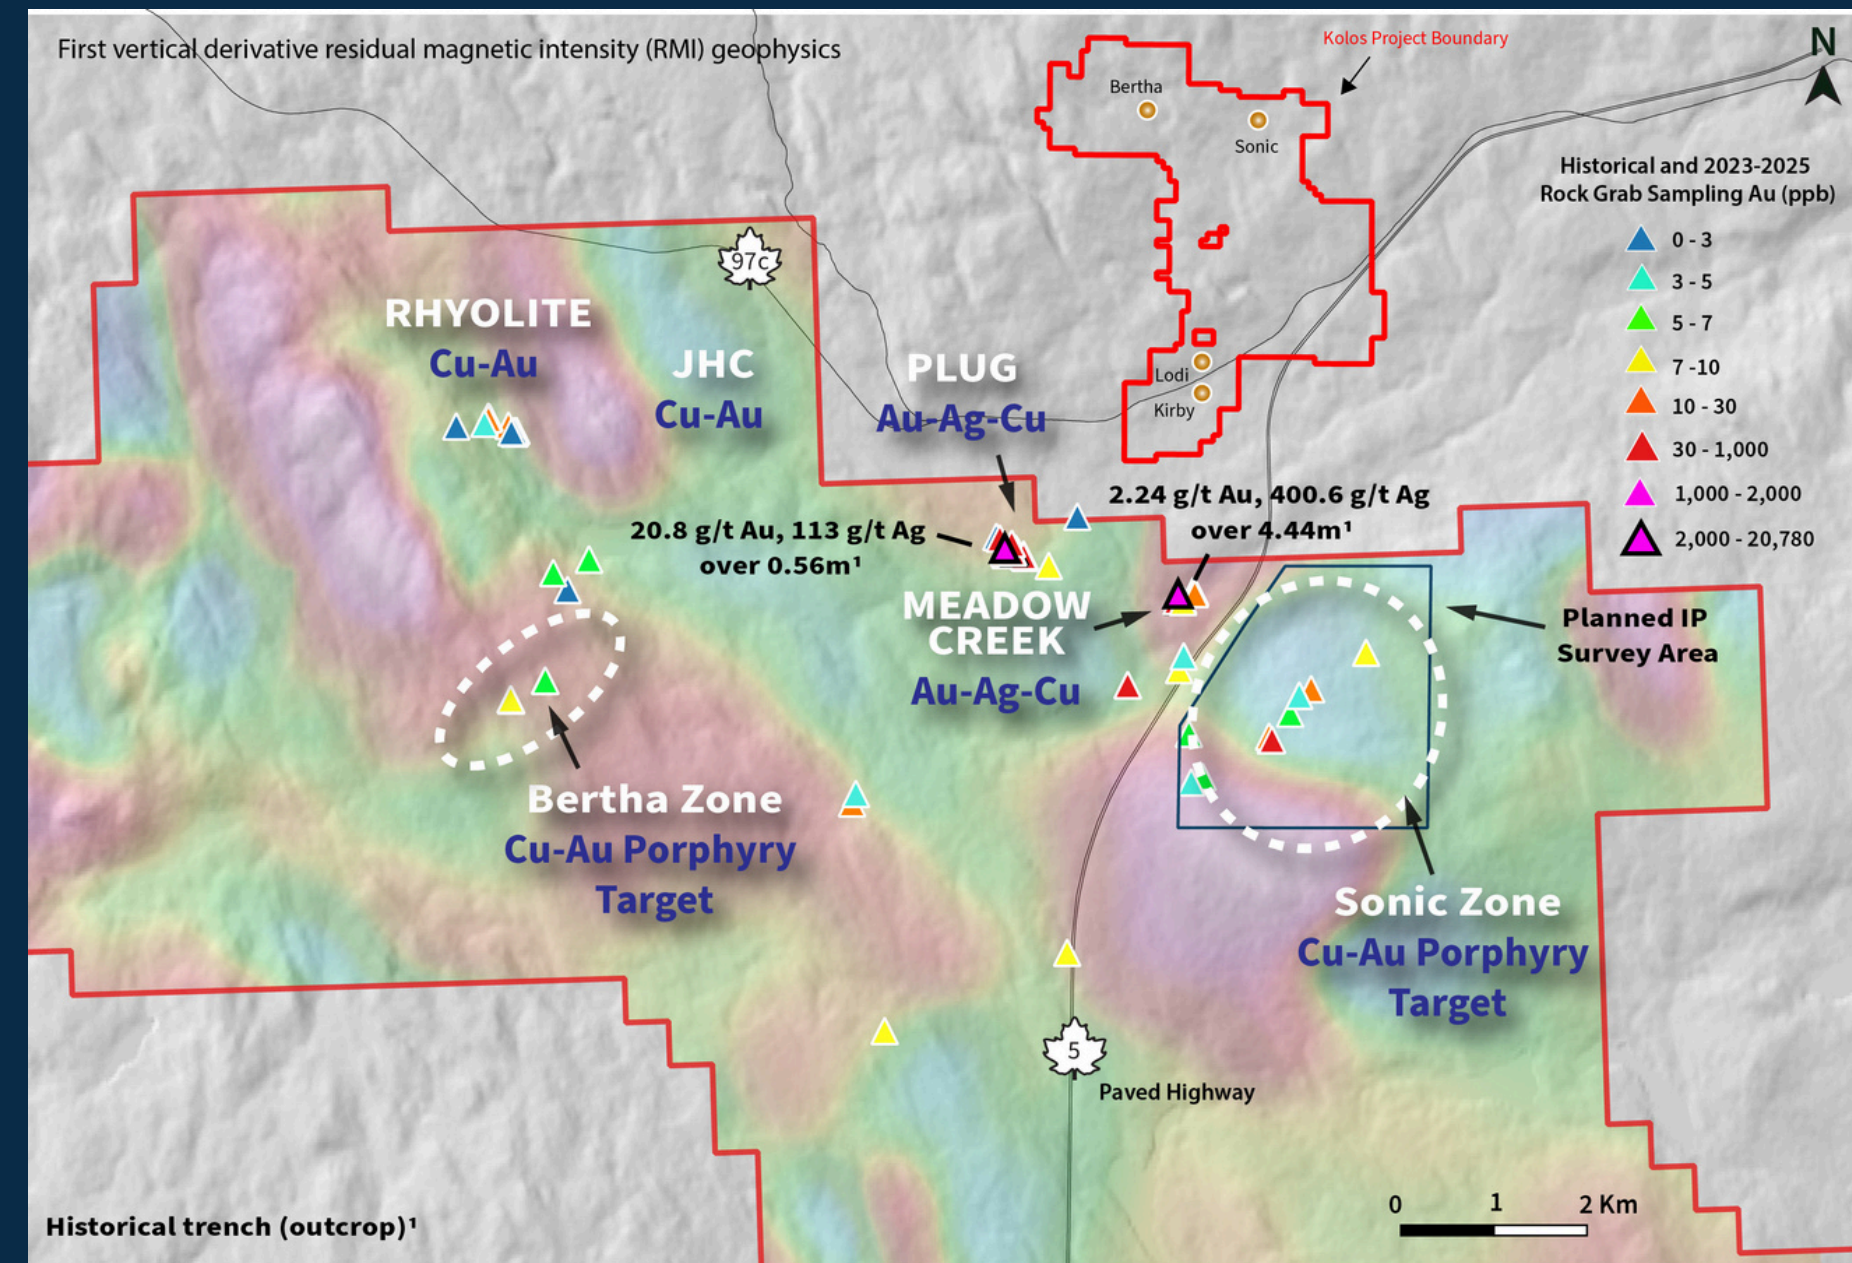 First vertical derivative residual magnetic intensity (RMI) geophysics
Kolos Project Boundary
N
Bertha
Sonic
Lodi
Kirby
Historical and 2023-2025
Rock Grab Sampling Au (ppb)
0 - 3
3 - 5
5 - 7
7 -10
10 - 30
30 - 1,000
1,000 - 2,000
2,000 - 20,780
97c
RHYOLITE
Cu-Au
JHC
Cu-Au
PLUG
Au-Ag-Cu
2.24 g/t Au, 400.6 g/t Ag
over 4.44m¹
20.8 g/t Au, 113 g/t Ag
over 0.56m¹
MEADOW
CREEK
Au-Ag-Cu
Planned IP
Survey Area
Bertha Zone
Cu-Au Porphyry
Target
Sonic Zone
Cu-Au Porphyry
Target
5
Paved Highway
0 1 2 Km
Historical trench (outcrop)¹